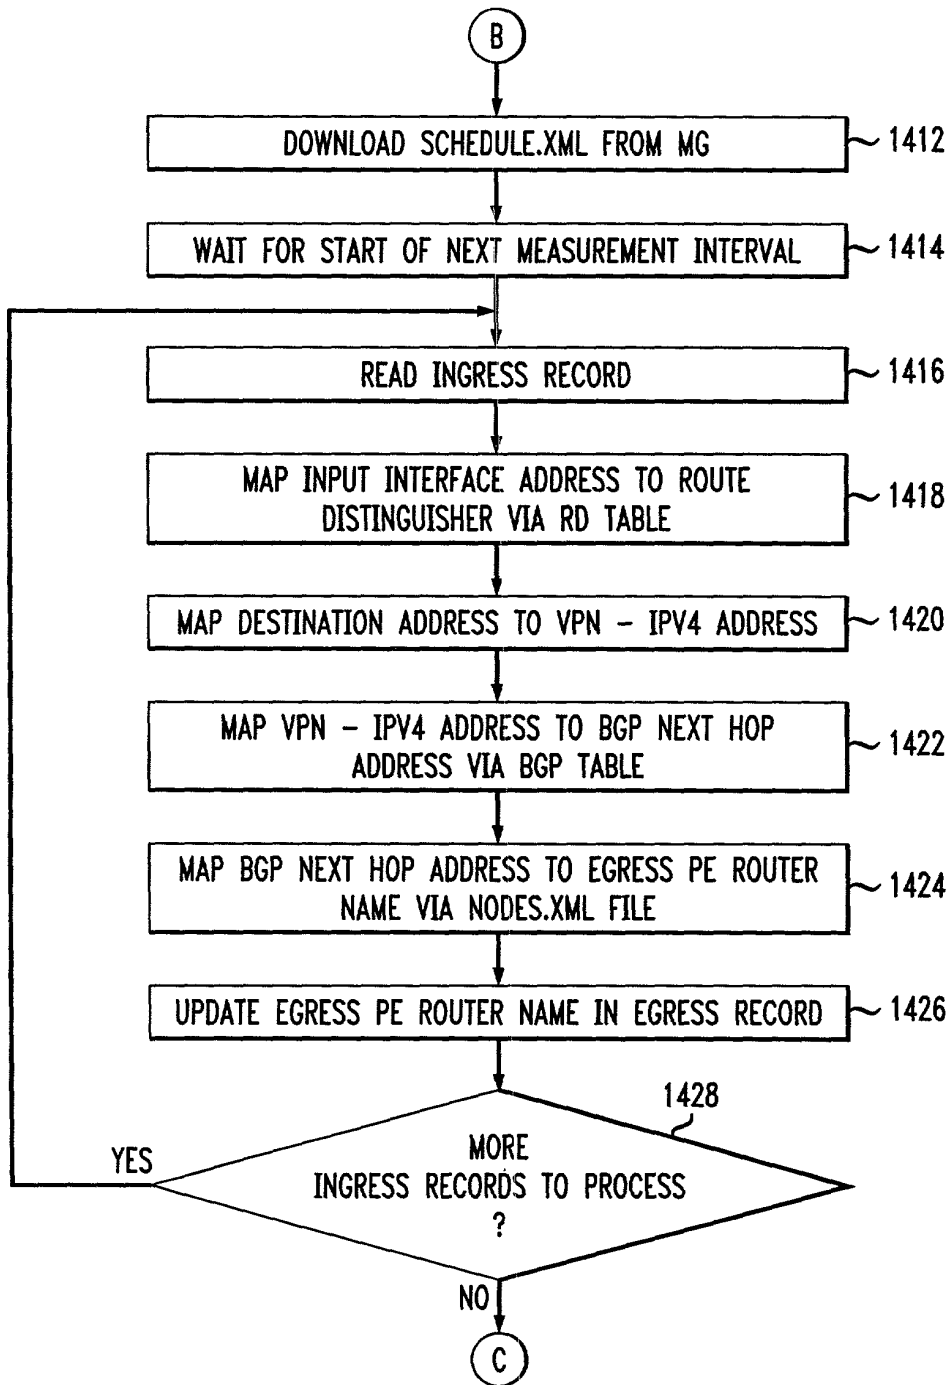 B
DOWNLOAD SCHEDULE.XML FROM MG
1412
WAIT FOR START OF NEXT MEASUREMENT INTERVAL
1414
READ INGRESS RECORD
1416
MAP INPUT INTERFACE ADDRESS TO ROUTE
DISTINGUISHER VIA RD TABLE
1418
MAP DESTINATION ADDRESS TO VPN - IPV4 ADDRESS
1420
MAP VPN - IPV4 ADDRESS TO BGP NEXT HOP
ADDRESS VIA BGP TABLE
1422
MAP BGP NEXT HOP ADDRESS TO EGRESS PE ROUTER
NAME VIA NODES.XML FILE
1424
UPDATE EGRESS PE ROUTER NAME IN EGRESS RECORD
1426
1428
YES
MORE
INGRESS RECORDS TO PROCESS
?
NO
C